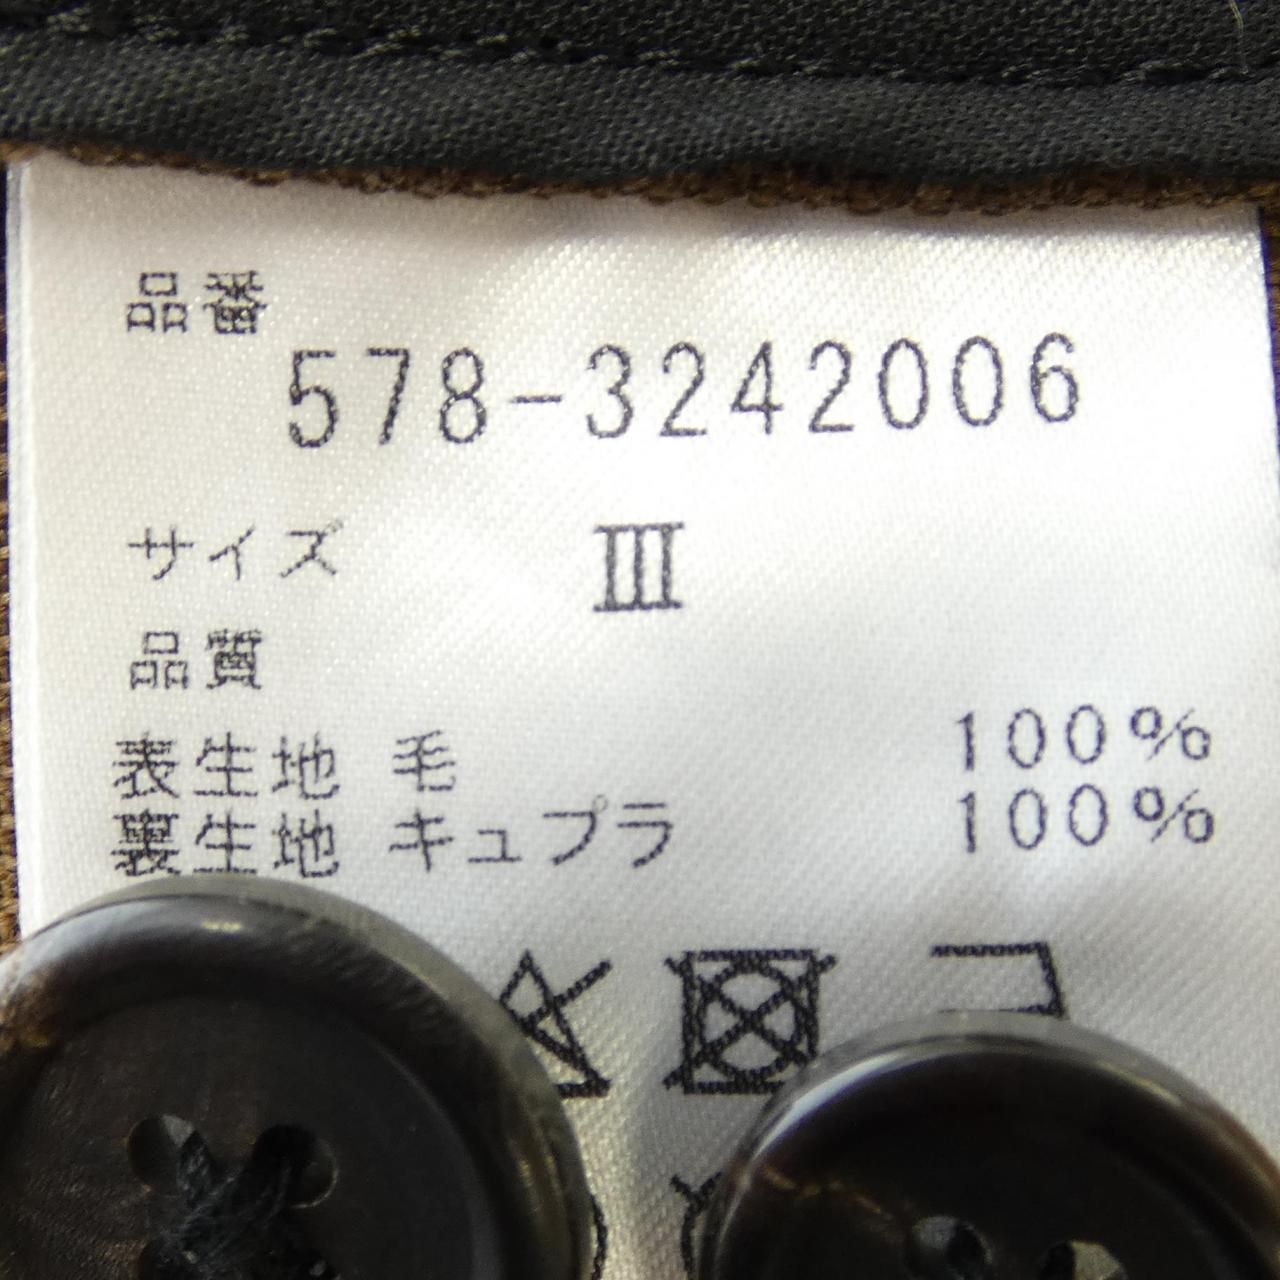 品番
578-3242006
サイズ Ⅲ
品質
表生地 毛 100%
裏生地 キュプラ 100%